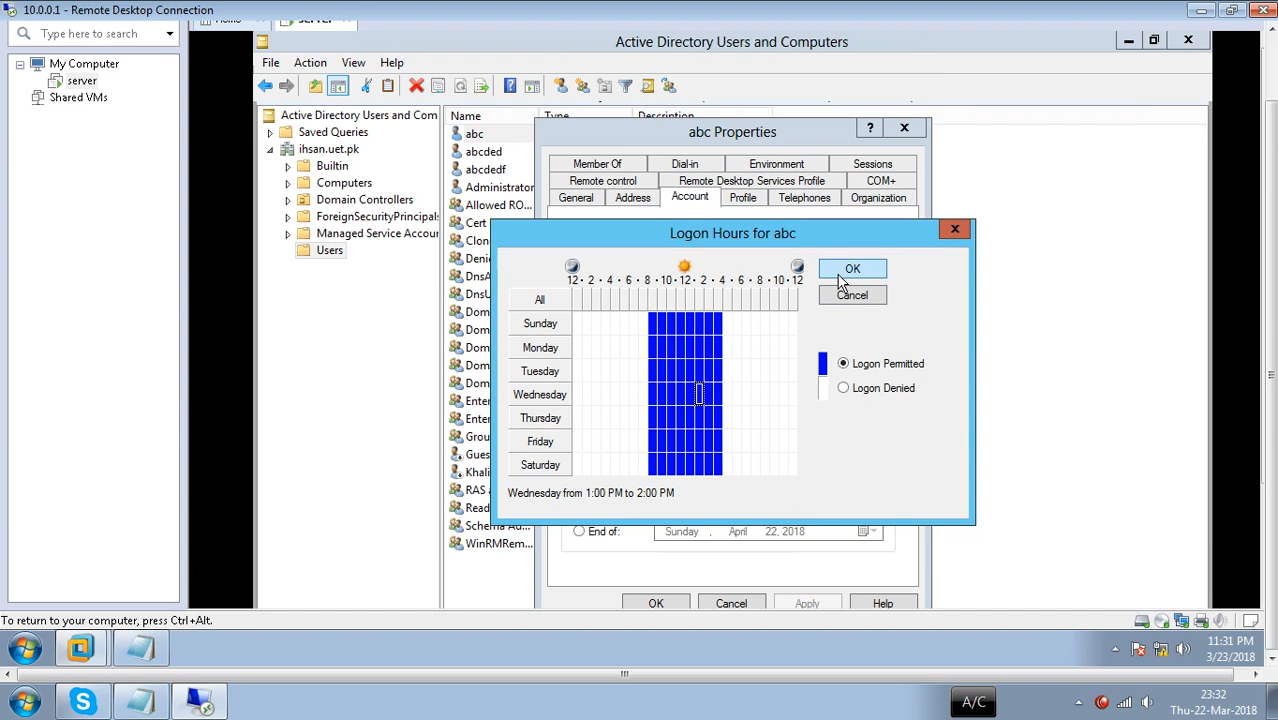 10.0.0.1 - Remote Desktop Connection
Type here to search
My Computer
server
Shared VMs
Active Directory Users and Computers
File Action View Help
Active Directory Users and Com
Saved Queries
ihsan.uet.pk
Builtin
Computers
Domain Controllers
ForeignSecurityPrincipals
Managed Service Accour
Users
Name Type Description
abc
abcded
abcdedf
Administrator
Allowed RO...
Cert
Clon
Denie
DnsA
DnsU
Dom
Dom
Dom
Dom
Dom
Enter
Enter
Grou
Gues
Khali
RAS a
Read
Schema Ad...
WinRMRem...
abc Properties
?
Member Of Dial-in Environment Sessions
Remote control Remote Desktop Services Profile COM+
General Address Account Profile Telephones Organization
Logon Hours for abc
12 · 2 · 4 · 6 · 8 · 10 · 12 · 2 · 4 · 6 · 8 · 10 · 12
All
Sunday
Monday
Tuesday
Wednesday
Thursday
Friday
Saturday
OK
Cancel
Logon Permitted
Logon Denied
Wednesday from 1:00 PM to 2:00 PM
End of: Sunday , April 22, 2018
OK Cancel Apply Help
To return to your computer, press Ctrl+Alt.
11:31 PM
3/23/2018
A/C
23:32
Thu-22-Mar-2018